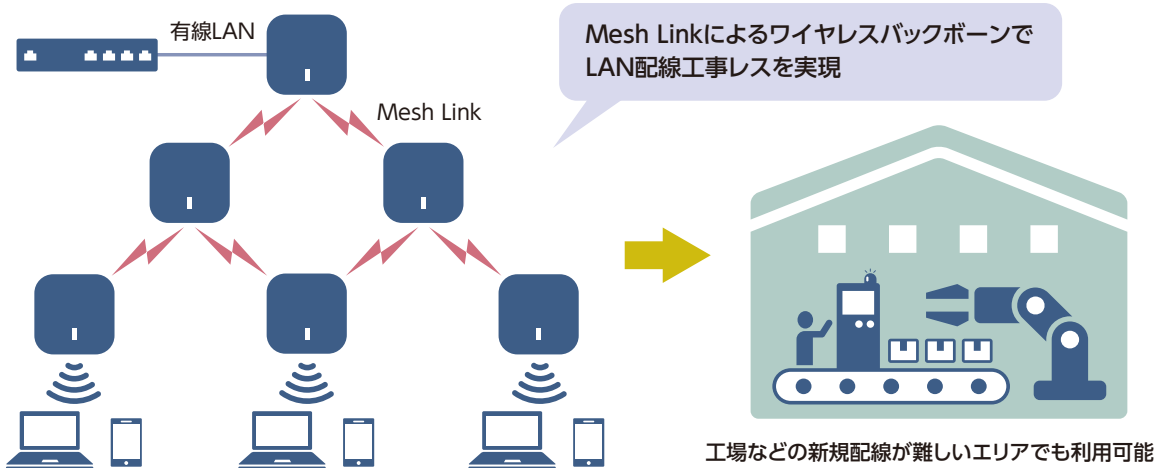 有線LAN
Mesh Link
Mesh Linkによるワイヤレスバックボーンで
LAN配線工事レスを実現
工場などの新規配線が難しいエリアでも利用可能